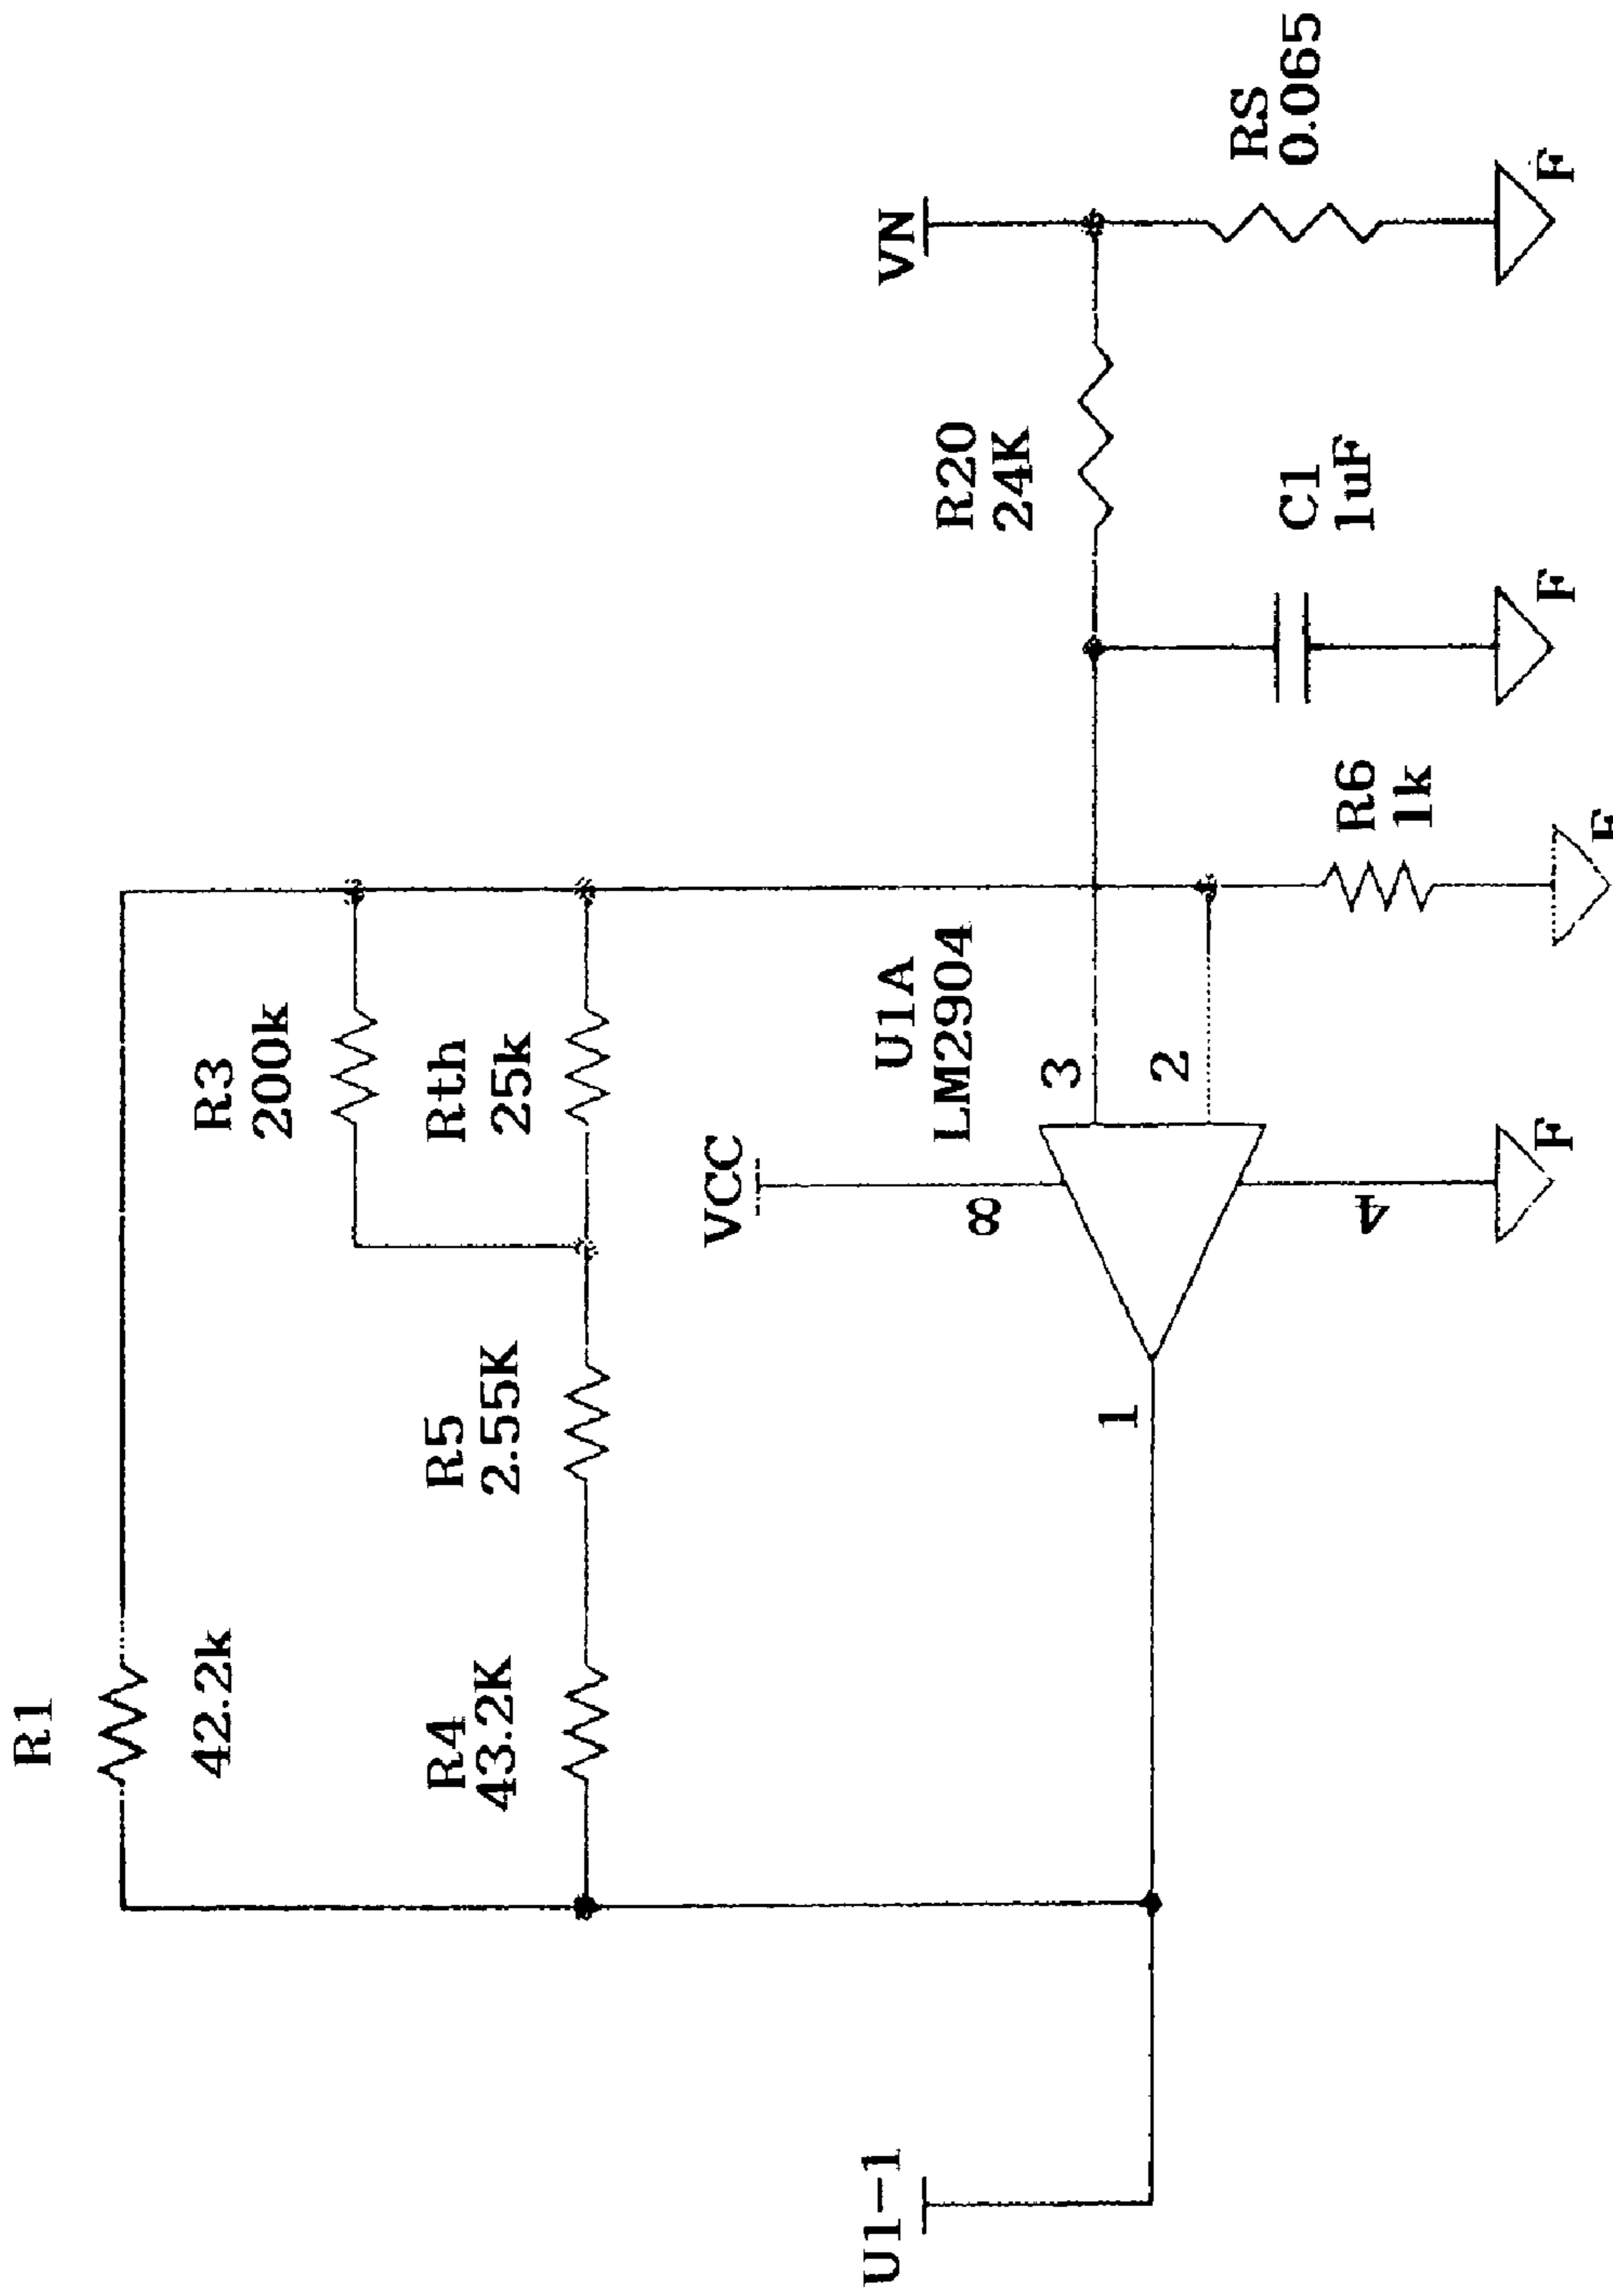 R1
42.2k
R3
200k
R4
43.2K
R5
2.55K
Rth
25k
VCC
U1A
LM2904
8
3
2
1
4
F
U1-1
VN
R20
24K
C1
1uF
F
R6
1k
F
RS
0.065
F